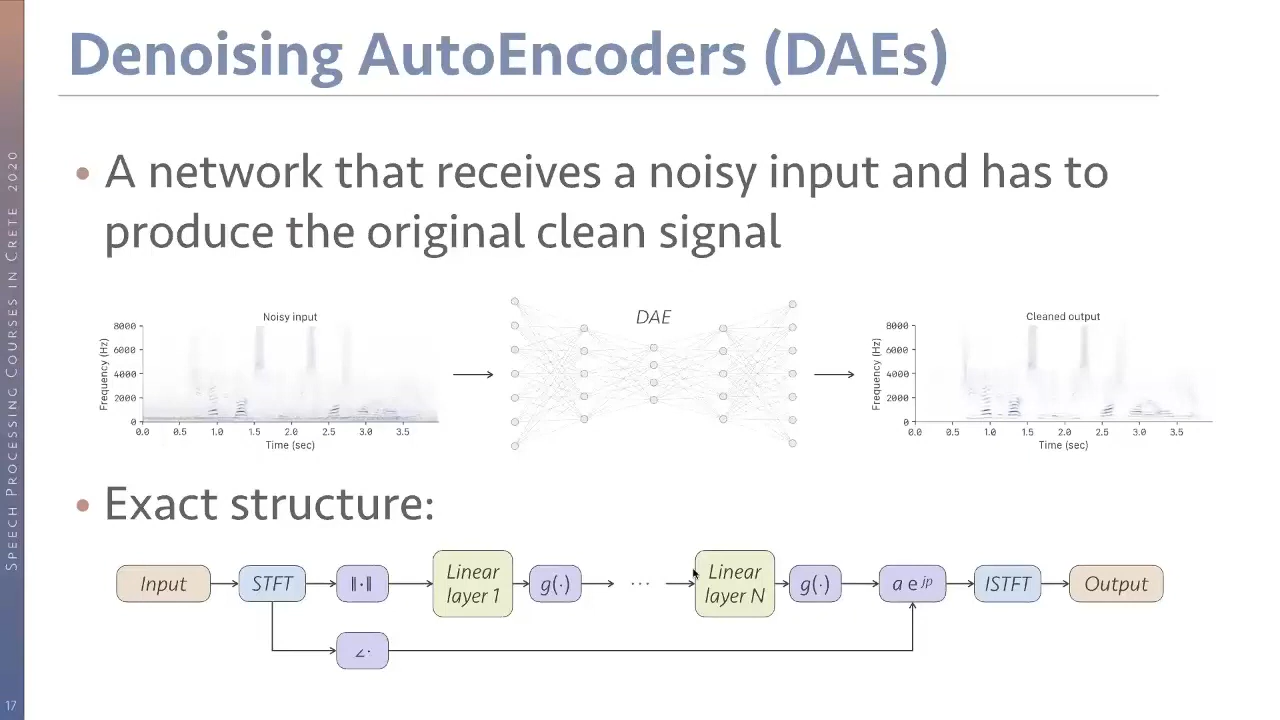 Denoising AutoEncoders (DAEs)
• A network that receives a noisy input and has to
produce the original clean signal
Noisy input
8000
6000
4000
2000
0
Frequency (Hz)
0.0 0.5 1.0 1.5 2.0 2.5 3.0 3.5
Time (sec)
DAE
Cleaned output
8000
6000
4000
2000
0
Frequency (Hz)
0.0 0.5 1.0 1.5 2.0 2.5 3.0 3.5
Time (sec)
• Exact structure:
Input
STFT
‖·‖
Linear
layer 1
g(·)
···
Linear
layer N
g(·)
a e^jp
ISTFT
Output
∠·
SPEECH PROCESSING COURSES IN CRETE 2020
17